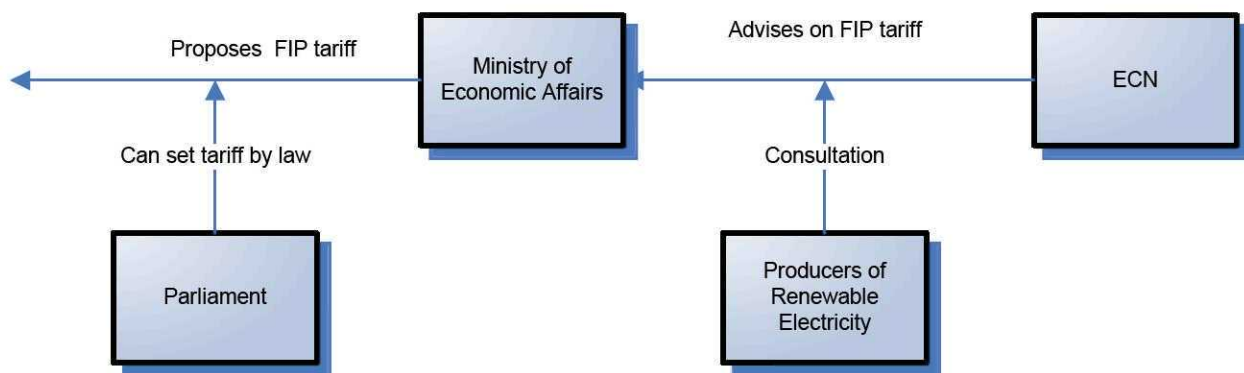 Proposes FIP tariff
Ministry of
Economic Affairs
Advises on FIP tariff
ECN
Can set tariff by law
Consultation
Parliament
Producers of
Renewable
Electricity